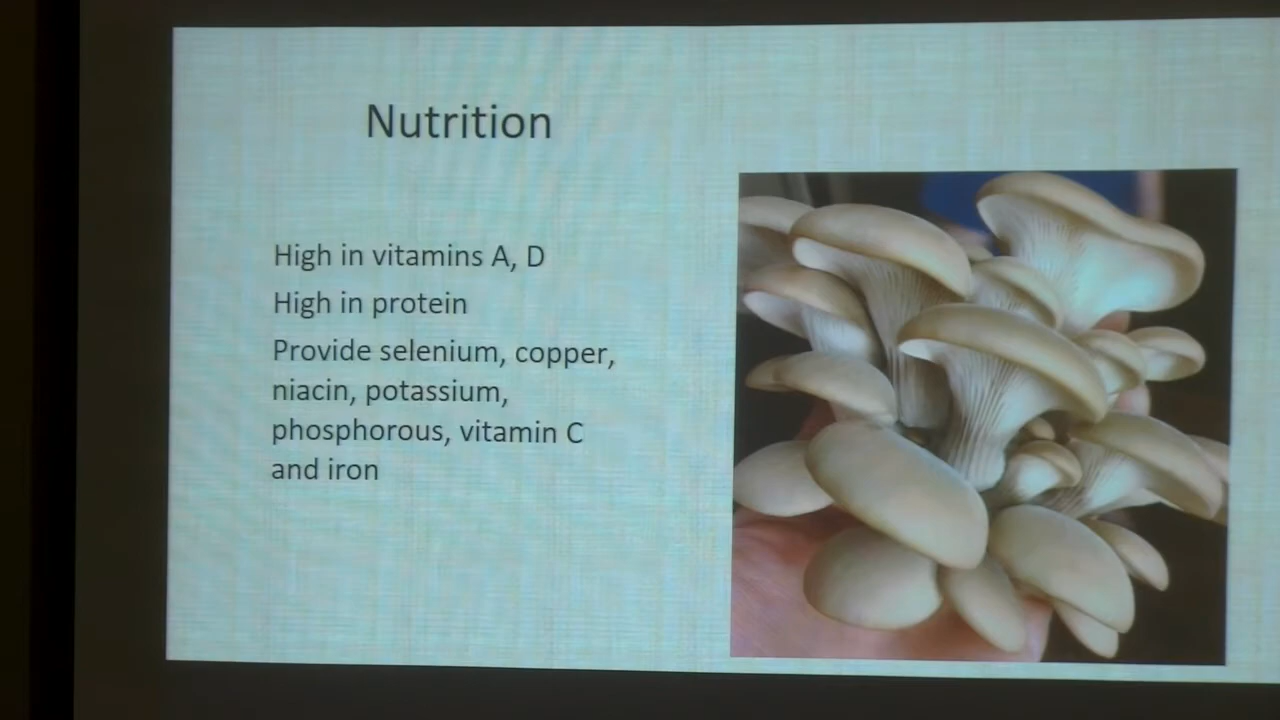 Nutrition
High in vitamins A, D
High in protein
Provide selenium, copper,
niacin, potassium,
phosphorous, vitamin C
and iron